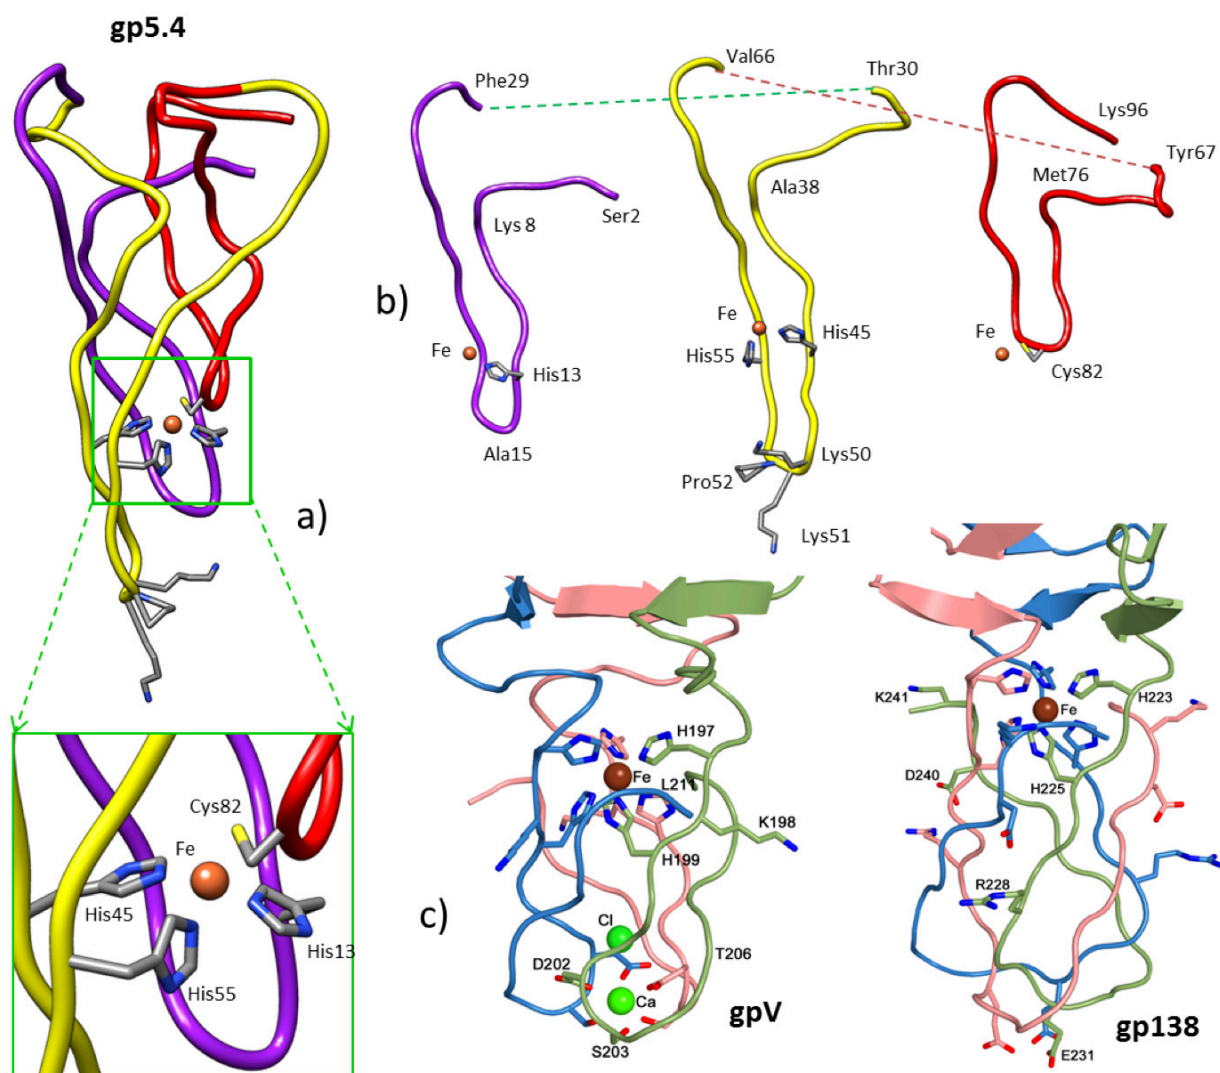 gp5.4
a)
Cys82
Fe
His45
His13
His55
b)
Phe29
Lys 8
Ser2
Fe
His13
Ala15
Val66
Thr30
Ala38
Fe
His45
His55
Lys50
Pro52
Lys51
Lys96
Tyr67
Met76
Fe
Cys82
c)
H197
Fe
L211
K198
H199
Cl
D202
T206
Ca
S203
gpV
K241
H223
Fe
D240
H225
R228
E231
gp138